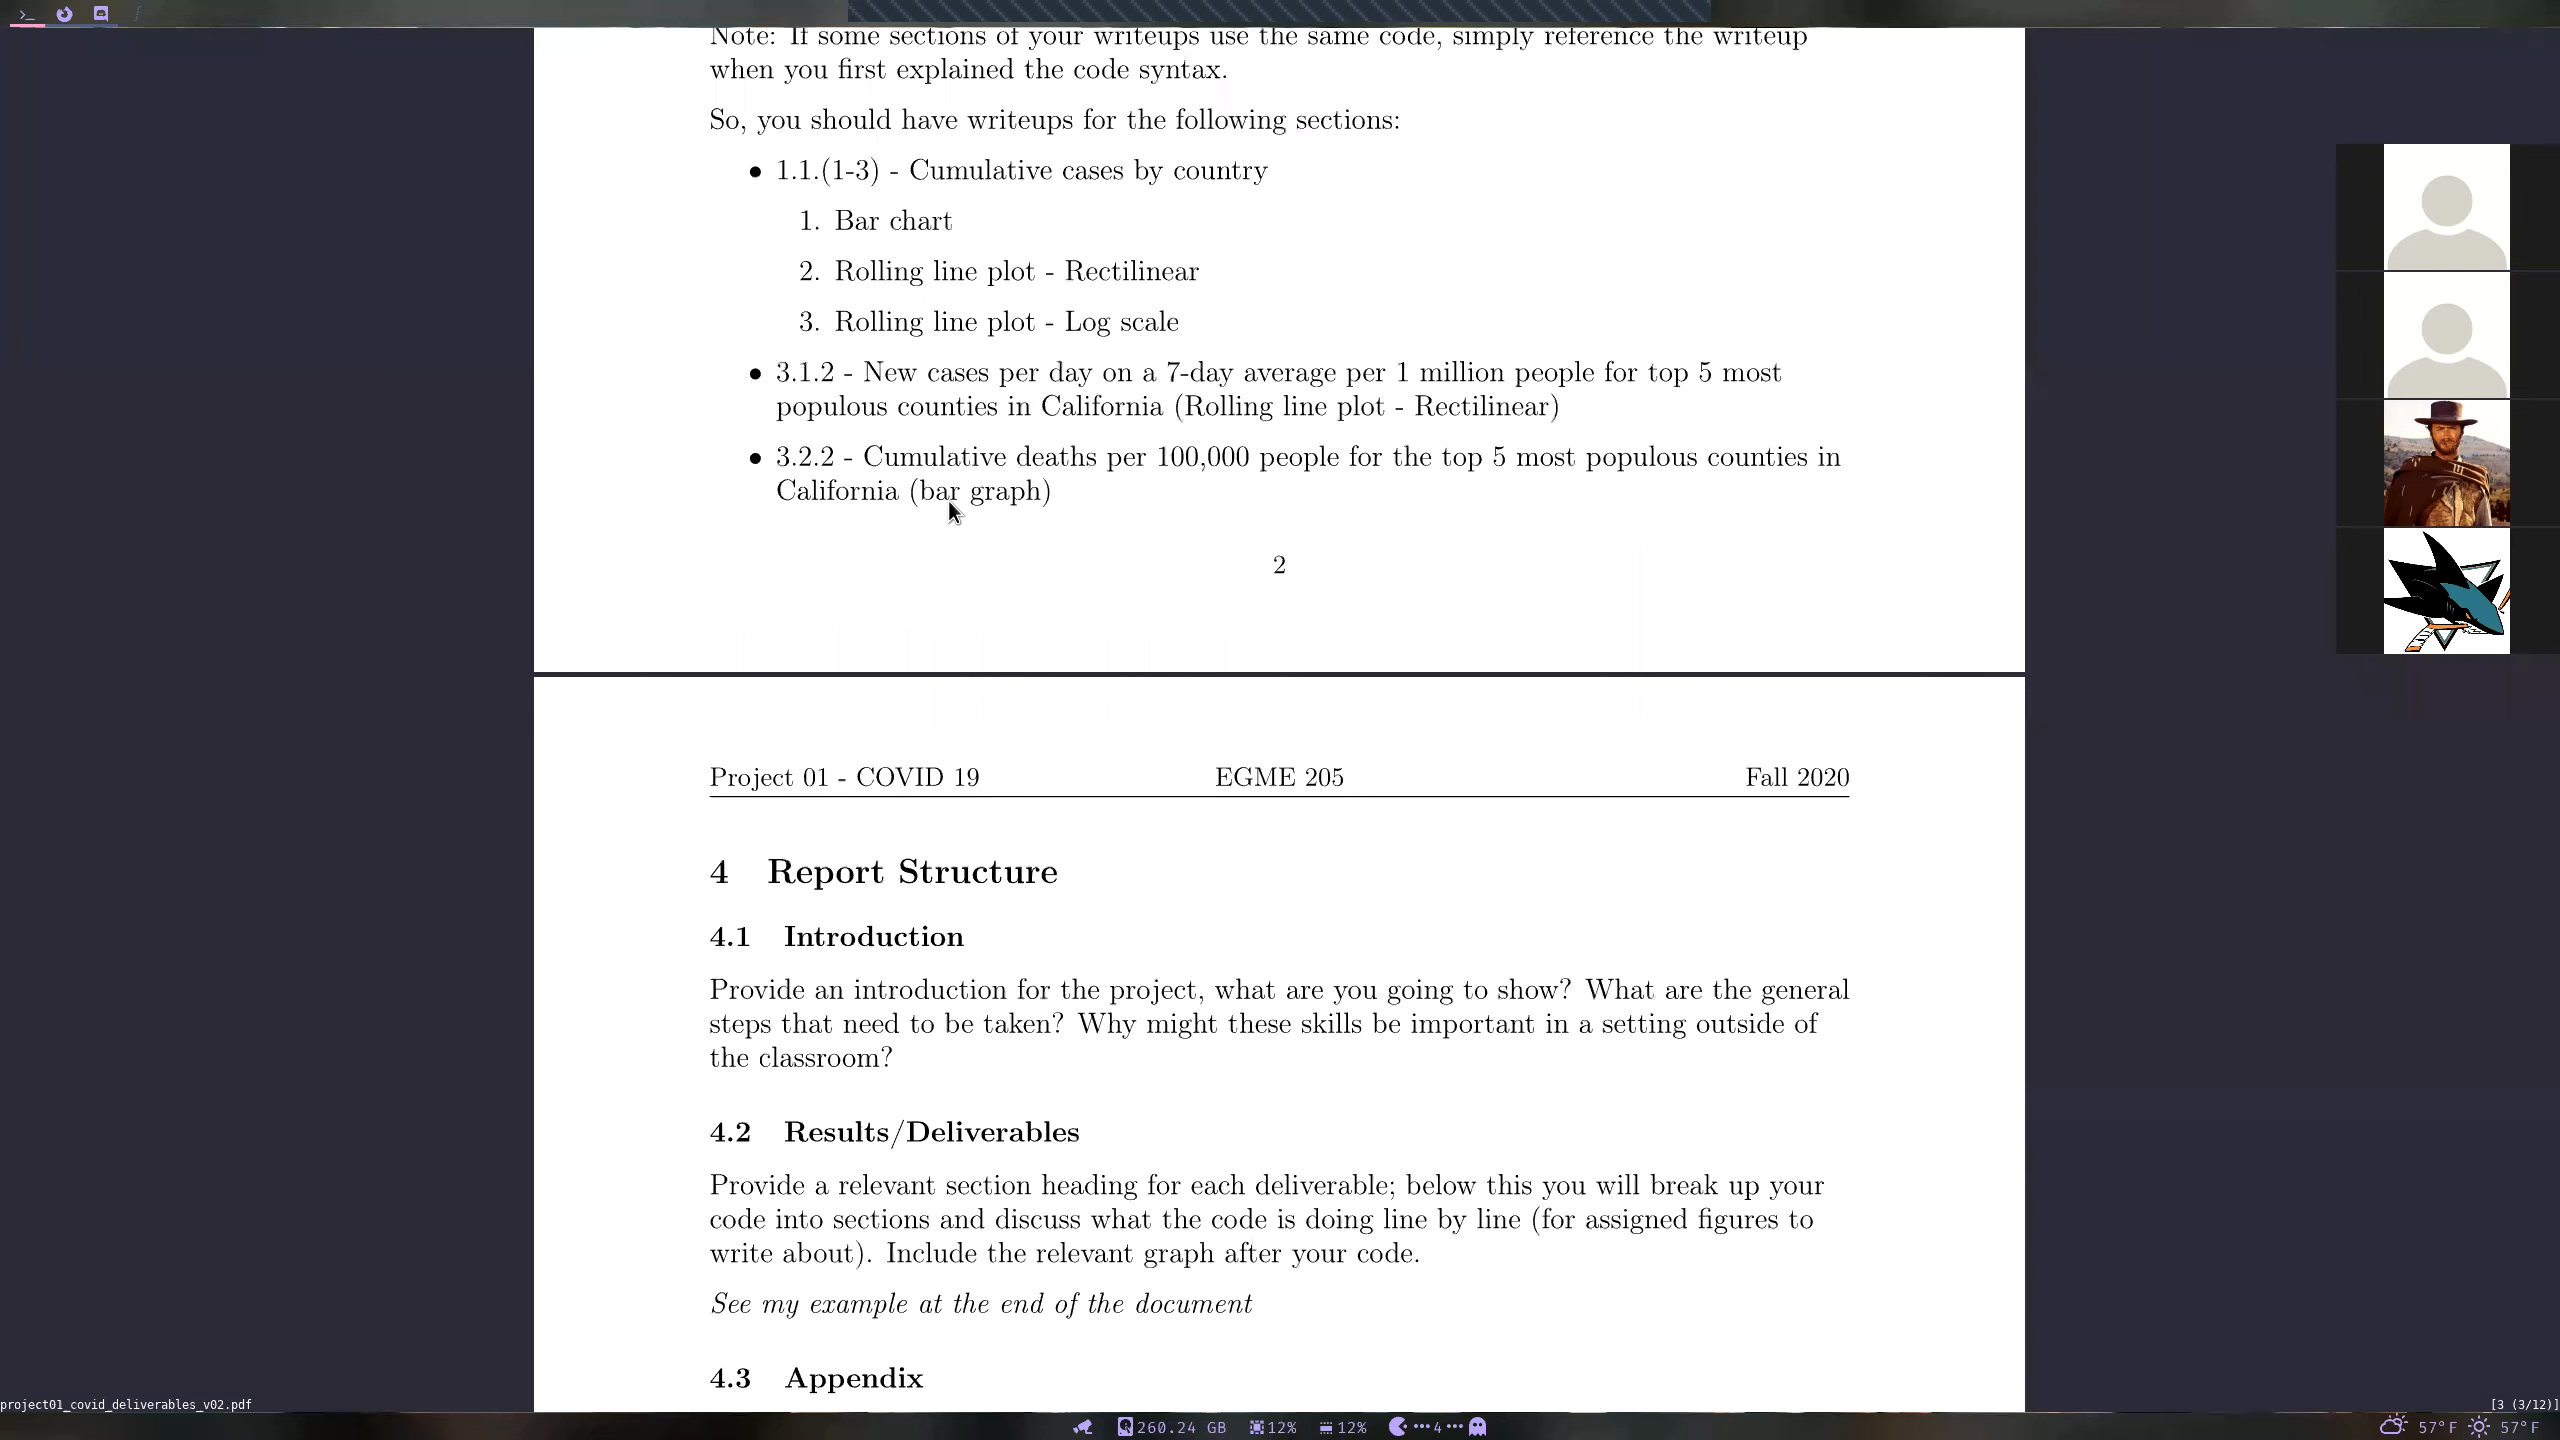 Note: If some sections of your writeups use the same code, simply reference the writeup
when you first explained the code syntax.
So, you should have writeups for the following sections:
• 1.1.(1-3) - Cumulative cases by country
1. Bar chart
2. Rolling line plot - Rectilinear
3. Rolling line plot - Log scale
• 3.1.2 - New cases per day on a 7-day average per 1 million people for top 5 most
populous counties in California (Rolling line plot - Rectilinear)
• 3.2.2 - Cumulative deaths per 100,000 people for the top 5 most populous counties in
California (bar graph)
2
Project 01 - COVID 19 EGME 205 Fall 2020
4 Report Structure
4.1 Introduction
Provide an introduction for the project, what are you going to show? What are the general
steps that need to be taken? Why might these skills be important in a setting outside of
the classroom?
4.2 Results/Deliverables
Provide a relevant section heading for each deliverable; below this you will break up your
code into sections and discuss what the code is doing line by line (for assigned figures to
write about). Include the relevant graph after your code.
See my example at the end of the document
4.3 Appendix
project01_covid_deliverables_v02.pdf [3 (3/12)]
260.24 GB 12% 12% 4 57°F 57°F